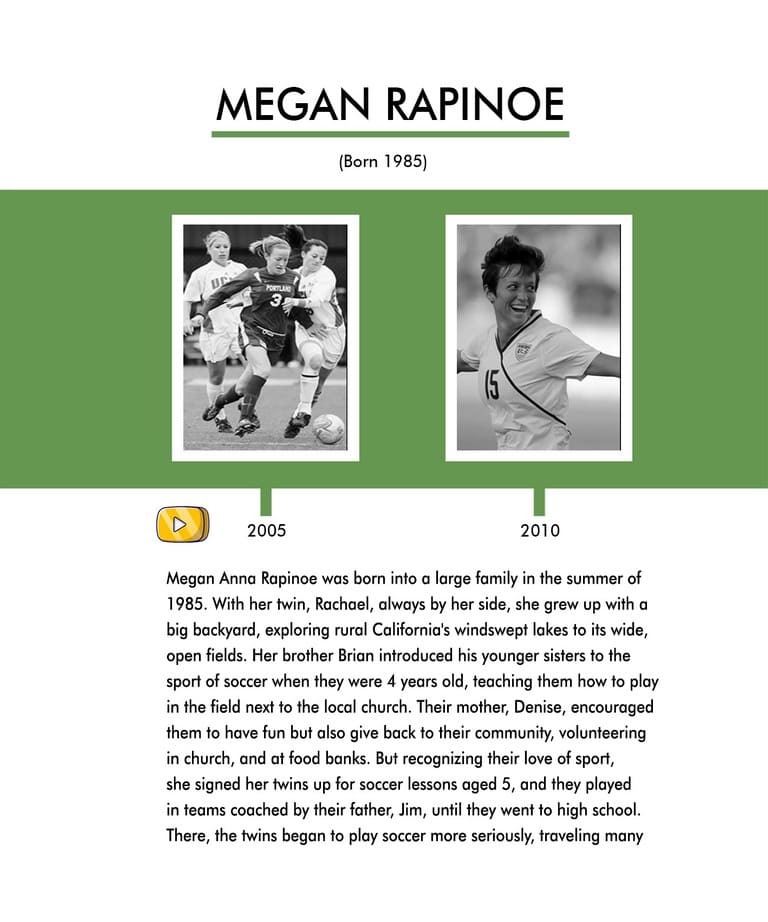 MEGAN RAPINOE
(Born 1985)
UC
PORTLAND
3
15
2005
2010
Megan Anna Rapinoe was born into a large family in the summer of
1985. With her twin, Rachael, always by her side, she grew up with a
big backyard, exploring rural California's windswept lakes to its wide,
open fields. Her brother Brian introduced his younger sisters to the
sport of soccer when they were 4 years old, teaching them how to play
in the field next to the local church. Their mother, Denise, encouraged
them to have fun but also give back to their community, volunteering
in church, and at food banks. But recognizing their love of sport,
she signed her twins up for soccer lessons aged 5, and they played
in teams coached by their father, Jim, until they went to high school.
There, the twins began to play soccer more seriously, traveling many